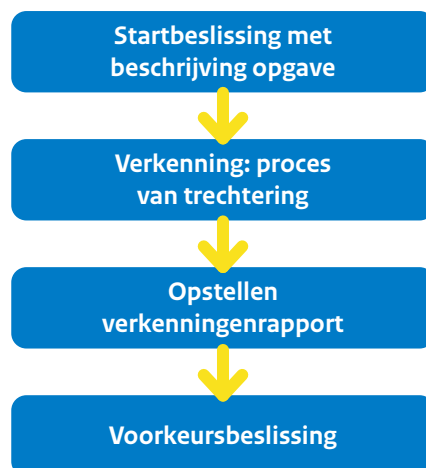 Startbeslissing met
beschrijving opgave
Verkenning: proces
van trechtering
Opstellen
verkenningenrapport
Voorkeursbeslissing